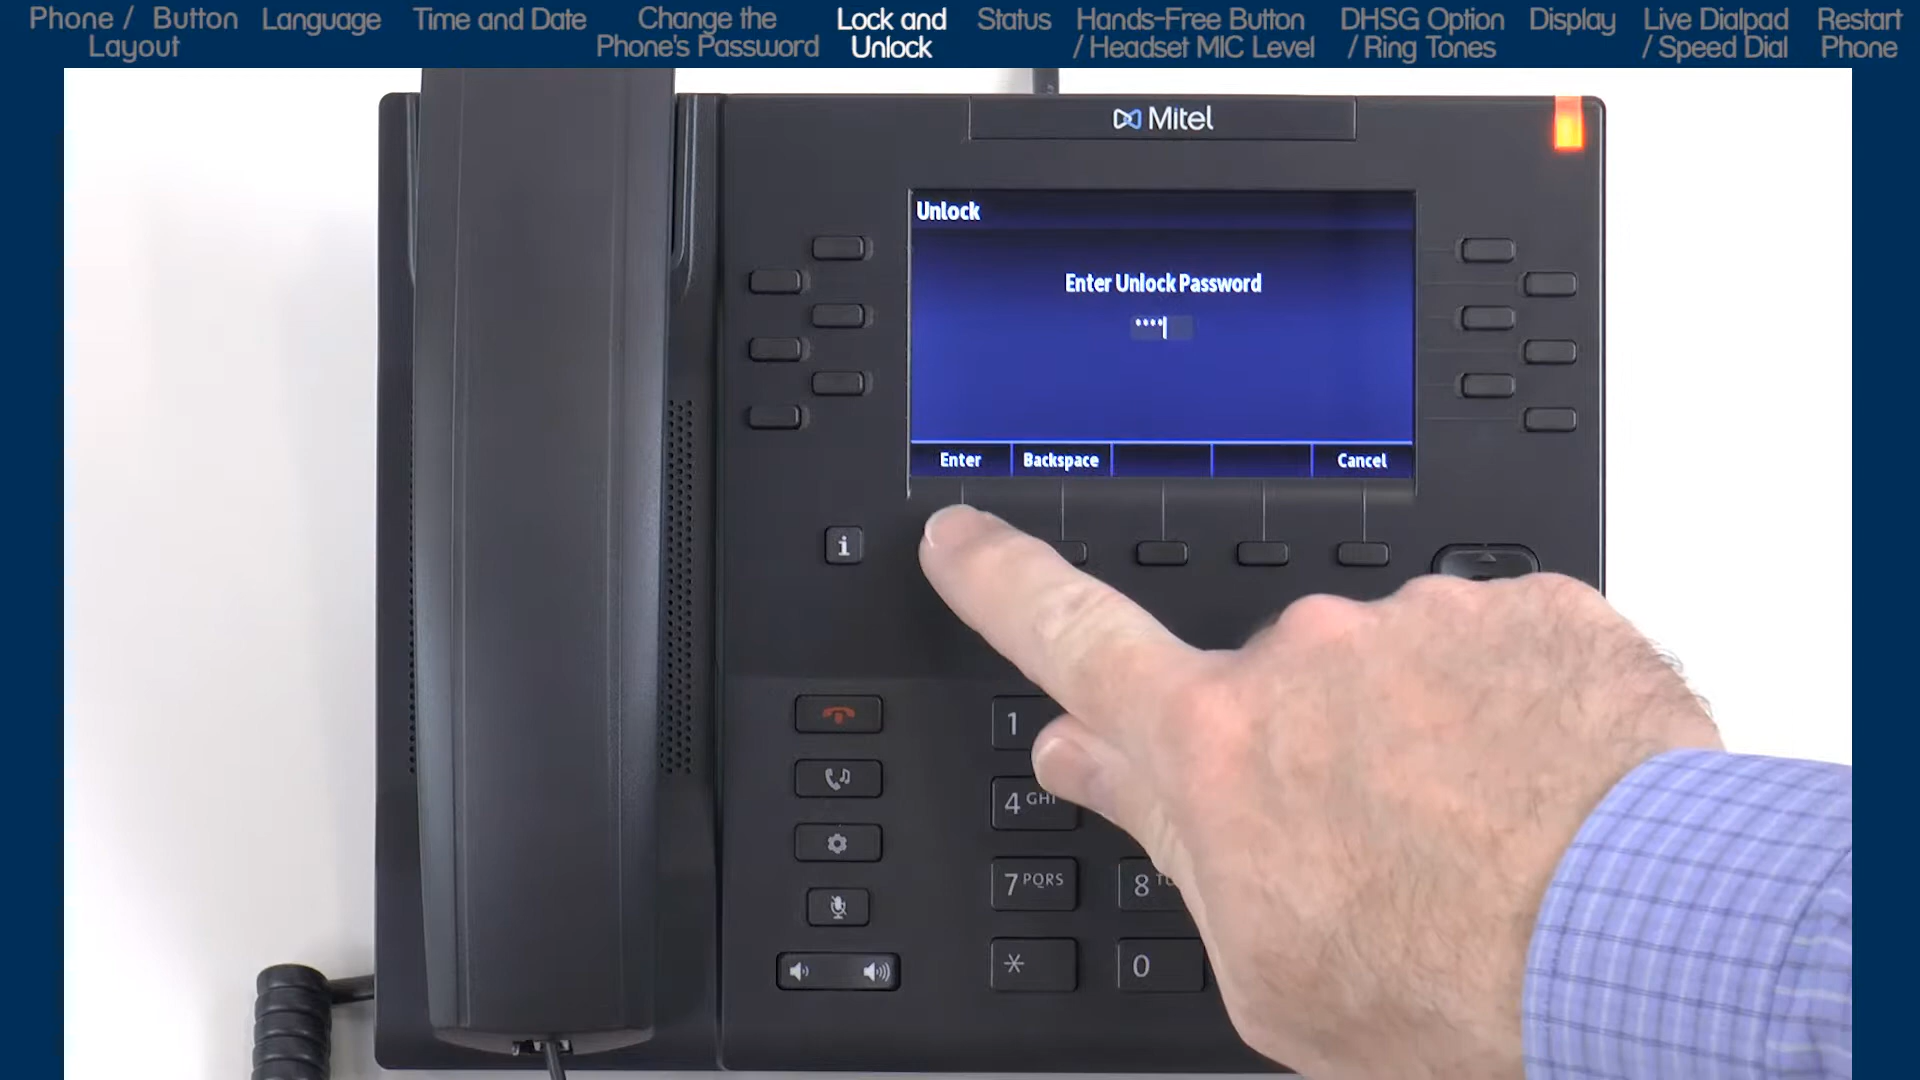 Phone / Button Layout
Language
Time and Date
Change the Phone's Password
Lock and Unlock
Status
Hands-Free Button / Headset MIC Level
DHSG Option / Ring Tones
Display
Live Dialpad / Speed Dial
Restart Phone
Mitel
Unlock
Enter Unlock Password
****
Enter
Backspace
Cancel
i
1
4 GHI
7 PQRS
8
*
0